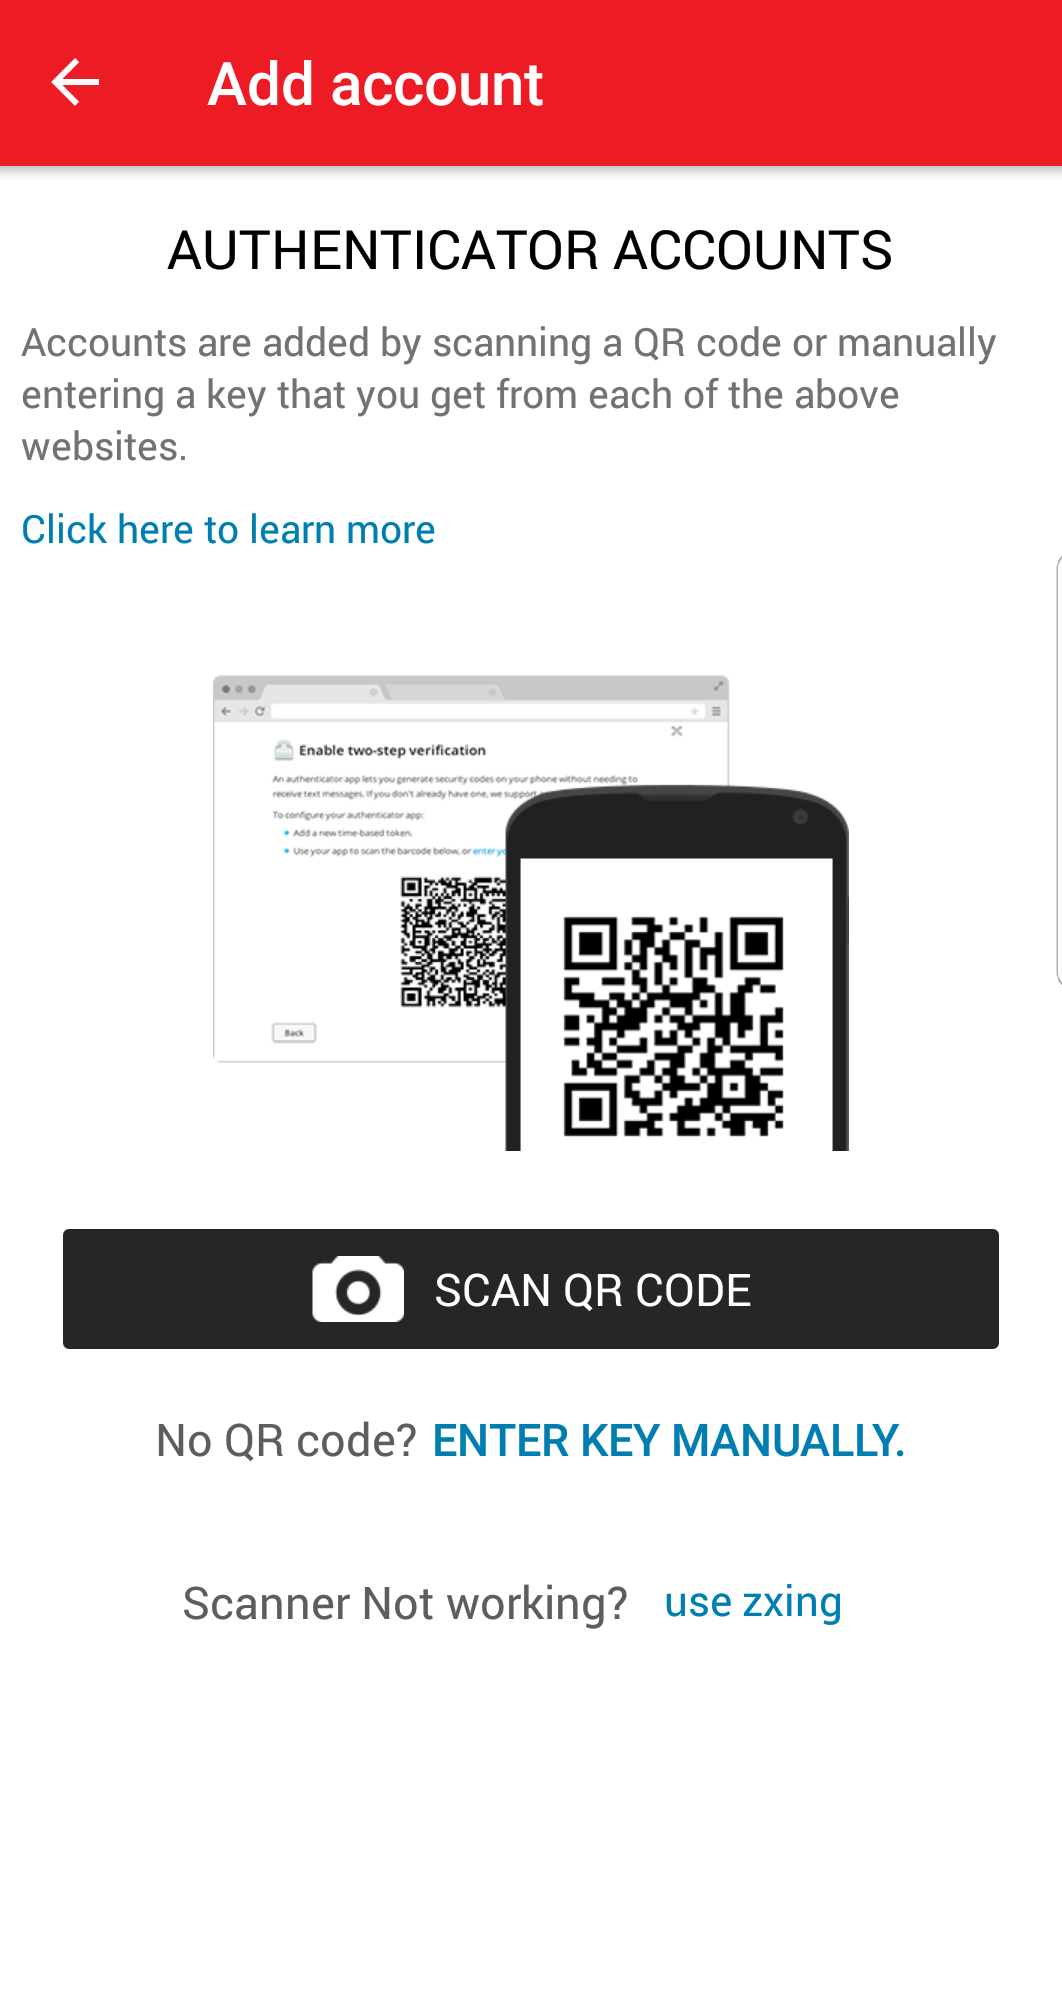 Add account
AUTHENTICATOR ACCOUNTS
Accounts are added by scanning a QR code or manually
entering a key that you get from each of the above
websites.
Click here to learn more
Enable two-step verification
An authenticator app lets you generate security codes on your phone without needing to
receive text messages. If you don't already have one, we support
To configure your authenticator app:
Add a new time-based token.
Use your app to scan the barcode below, or enter
Back
SCAN QR CODE
No QR code? ENTER KEY MANUALLY.
Scanner Not working? use zxing